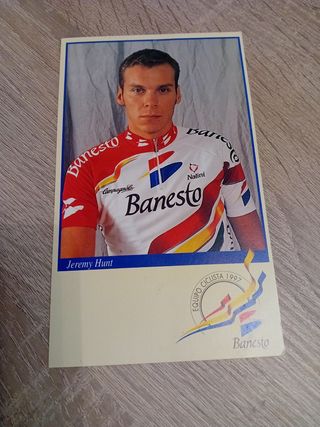 Banesto
Banesto
Campagnolo
Nalini
Banesto
Jeremy Hunt
EQUIPO CICLISTA 1997
Banesto